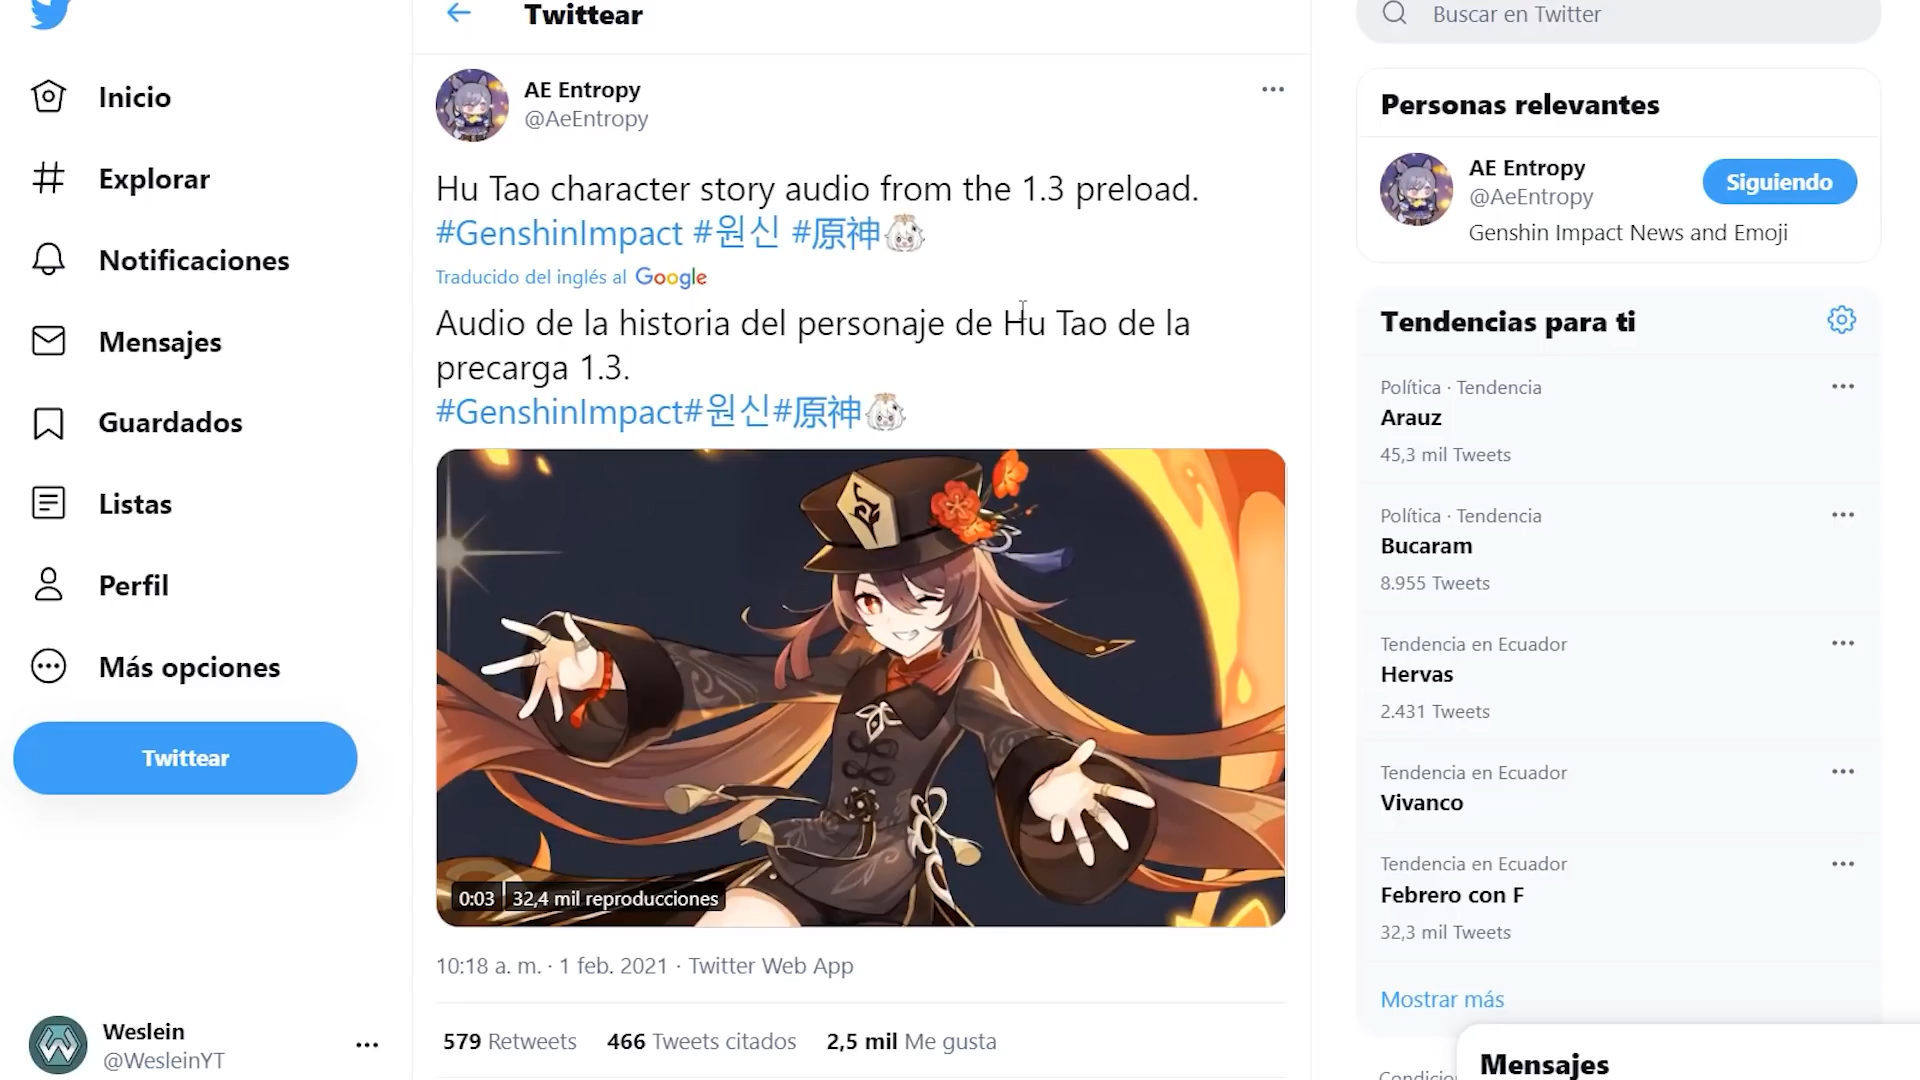 Inicio
Explorar
Notificaciones
Mensajes
Guardados
Listas
Perfil
Más opciones
Twittear
Weslein
@WesleinYT
Twittear
AE Entropy
@AeEntropy
Hu Tao character story audio from the 1.3 preload.
#GenshinImpact #원신 #原神
Traducido del inglés al Google
Audio de la historia del personaje de Hu Tao de la
precarga 1.3.
#GenshinImpact#원신#原神
0:03 32,4 mil reproducciones
10:18 a. m. · 1 feb. 2021 · Twitter Web App
579 Retweets 466 Tweets citados 2,5 mil Me gusta
Buscar en Twitter
Personas relevantes
AE Entropy
@AeEntropy
Siguiendo
Genshin Impact News and Emoji
Tendencias para ti
Política · Tendencia
Arauz
45,3 mil Tweets
Política · Tendencia
Bucaram
8.955 Tweets
Tendencia en Ecuador
Hervas
2.431 Tweets
Tendencia en Ecuador
Vivanco
Tendencia en Ecuador
Febrero con F
32,3 mil Tweets
Mostrar más
Mensajes